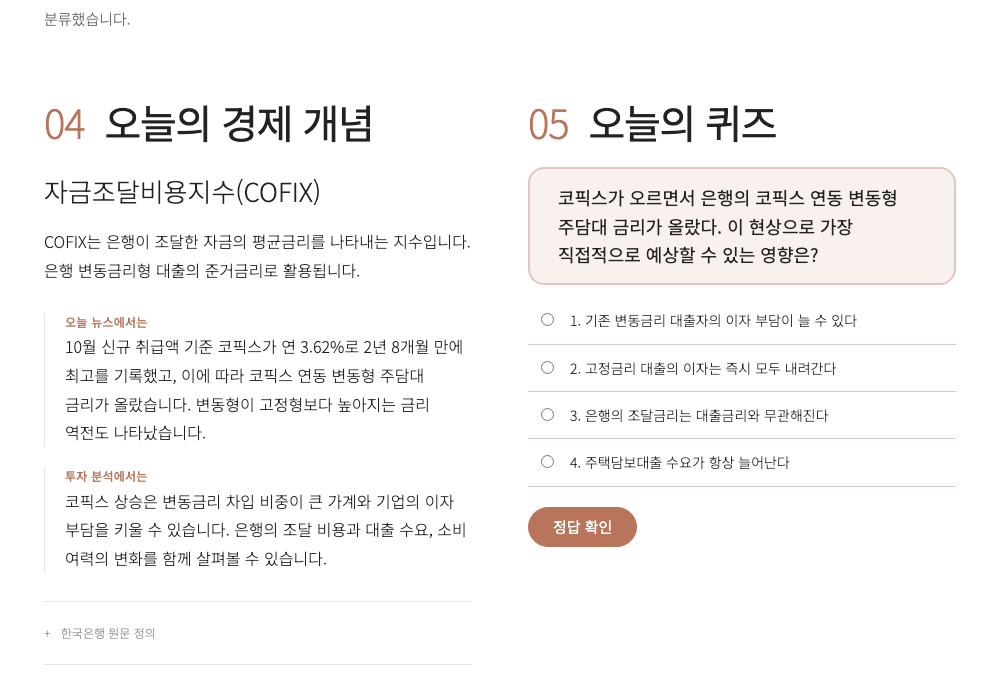 분류했습니다.
04 오늘의 경제 개념
자금조달비용지수(COFIX)
COFIX는 은행이 조달한 자금의 평균금리를 나타내는 지수입니다.
은행 변동금리형 대출의 준거금리로 활용됩니다.
오늘 뉴스에서는
10월 신규 취급액 기준 코픽스가 연 3.62%로 2년 8개월 만에
최고를 기록했고, 이에 따라 코픽스 연동 변동형 주담대
금리가 올랐습니다. 변동형이 고정형보다 높아지는 금리
역전도 나타났습니다.
투자 분석에서는
코픽스 상승은 변동금리 차입 비중이 큰 가계와 기업의 이자
부담을 키울 수 있습니다. 은행의 조달 비용과 대출 수요, 소비
여력의 변화를 함께 살펴볼 수 있습니다.
+ 한국은행 원문 정의
05 오늘의 퀴즈
코픽스가 오르면서 은행의 코픽스 연동 변동형
주담대 금리가 올랐다. 이 현상으로 가장
직접적으로 예상할 수 있는 영향은?
1. 기존 변동금리 대출자의 이자 부담이 늘 수 있다
2. 고정금리 대출의 이자는 즉시 모두 내려간다
3. 은행의 조달금리는 대출금리와 무관해진다
4. 주택담보대출 수요가 항상 늘어난다
정답 확인